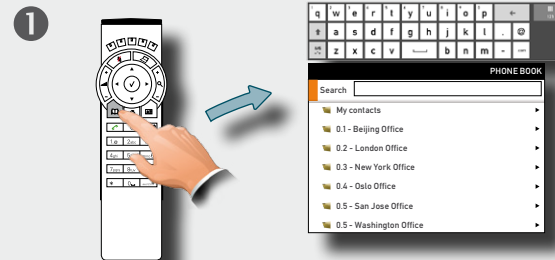 1
q w e r t y u i o p
a s d f g h j k l .
z x c v b n m -
PHONE BOOK
Search
My contacts
0.1 - Beijing Office
0.2 - London Office
0.3 - New York Office
0.4 - Oslo Office
0.5 - San Jose Office
0.5 - Washington Office